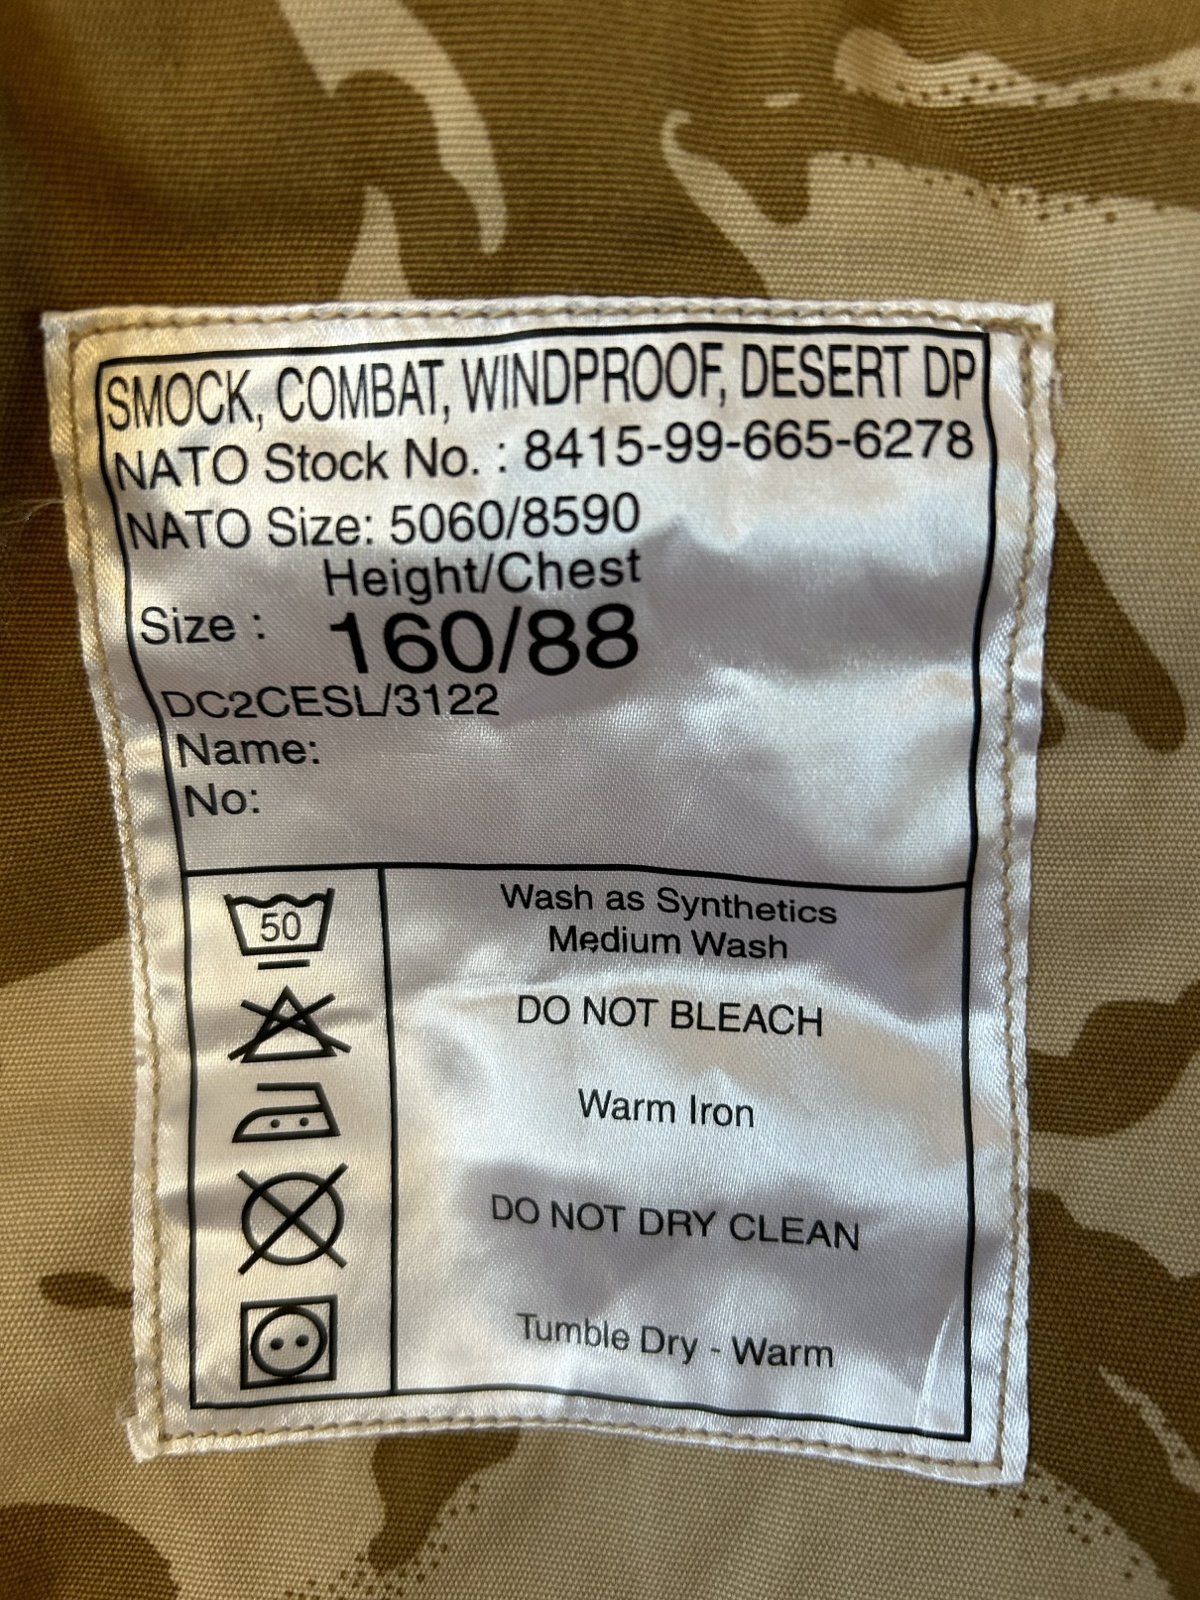 SMOCK, COMBAT, WINDPROOF, DESERT DP
NATO Stock No. : 8415-99-665-6278
NATO Size: 5060/8590
Height/Chest
Size : 160/88
DC2CESL/3122
Name:
No:
50
Wash as Synthetics
Medium Wash
DO NOT BLEACH
Warm Iron
DO NOT DRY CLEAN
Tumble Dry - Warm